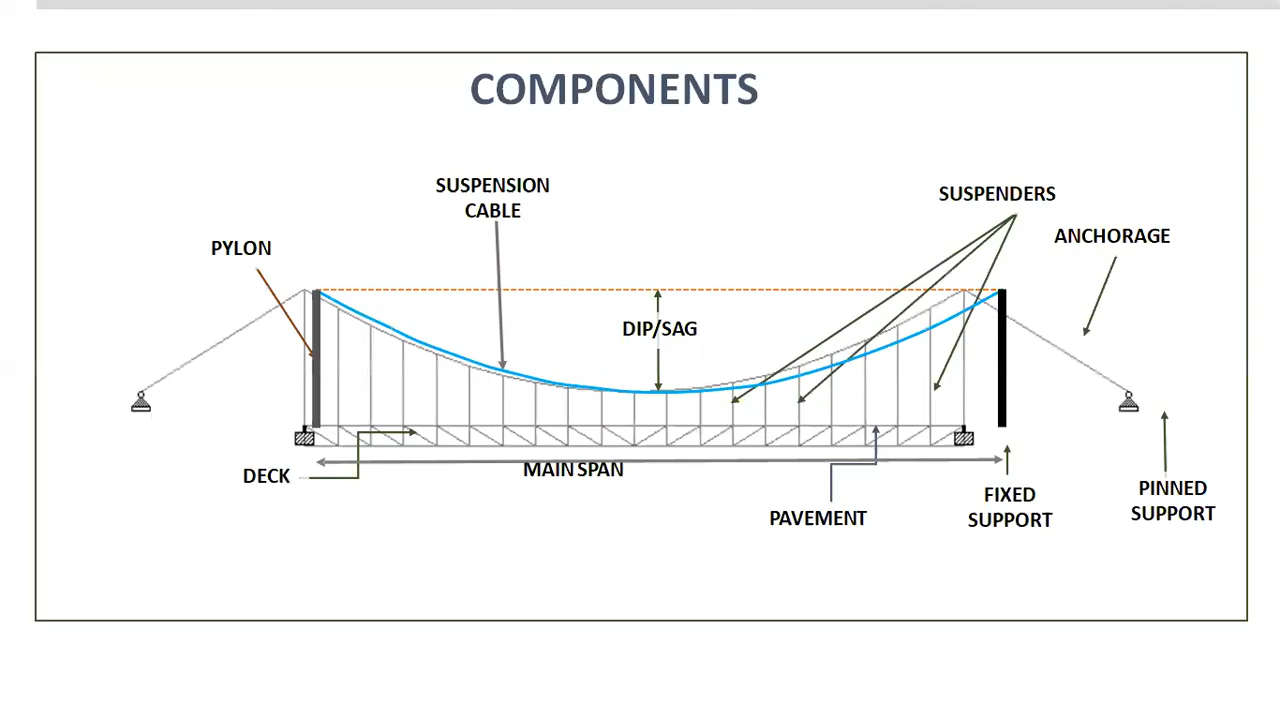 COMPONENTS
SUSPENSION
CABLE
SUSPENDERS
ANCHORAGE
PYLON
DIP/SAG
DECK
MAIN SPAN
PAVEMENT
FIXED
SUPPORT
PINNED
SUPPORT